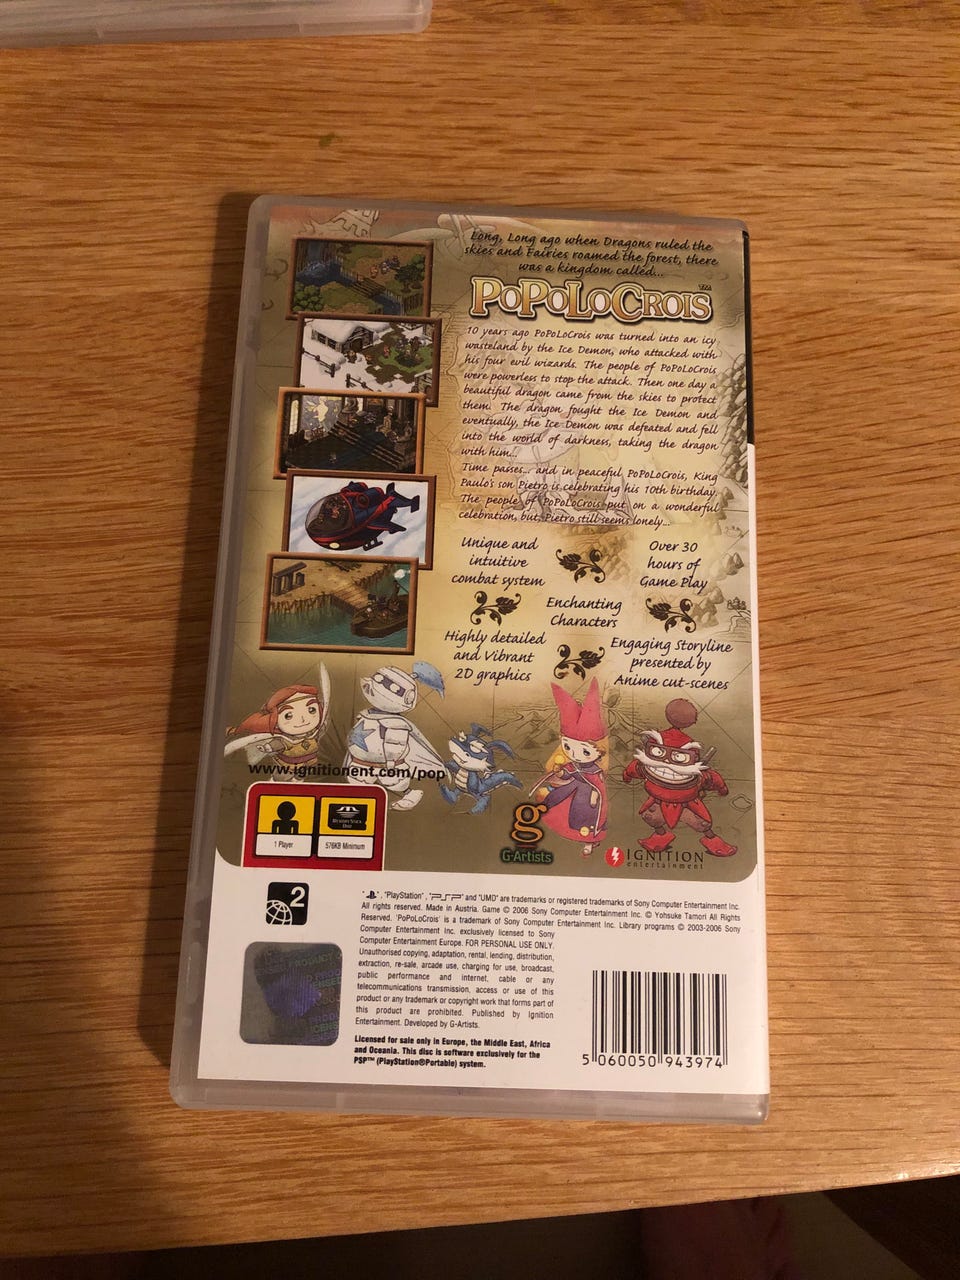 Long, Long ago when Dragons ruled the
skies and Fairies roamed the forest, there
was a kingdom called...
PoPoLoCrois™
10 years ago PoPoLoCrois was turned into an icy
wasteland by the Ice Demon, who attacked with
his four evil wizards. The people of PoPoLoCrois
were powerless to stop the attack. Then one day a
beautiful dragon came from the skies to protect
them. The dragon fought the Ice Demon and
eventually, the Ice Demon was defeated and fell
into the world of darkness, taking the dragon
with him...
Time passes... and in peaceful PoPoLoCrois, King
Paulo's son Pietro is celebrating his 10th birthday.
The people of PoPoLoCrois put on a wonderful
celebration, but, Pietro still seems lonely...
Unique and
intuitive
combat system
Over 30
hours of
Game Play
Enchanting
Characters
Highly detailed
and Vibrant
2D graphics
Engaging Storyline
presented by
Anime cut-scenes
www.ignitionent.com/pop
1 Player
Memory Stick
Duo
576KB Minimum
g
G-Artists
IGNITION
entertainment
2
"", "PlayStation", "PSP" and "UMD" are trademarks or registered trademarks of Sony Computer Entertainment Inc.
All rights reserved. Made in Austria. Game © 2006 Sony Computer Entertainment Inc. © Yohsuke Tamori All Rights
Reserved. 'PoPoLoCrois' is a trademark of Sony Computer Entertainment Inc. Library programs © 2003-2006 Sony
Computer Entertainment Inc. exclusively licensed to Sony
Computer Entertainment Europe. FOR PERSONAL USE ONLY.
Unauthorised copying, adaptation, rental, lending, distribution,
extraction, re-sale, arcade use, charging for use, broadcast,
public performance and internet, cable or any
telecommunications transmission, access or use of this
product or any trademark or copyright work that forms part of
this product are prohibited. Published by Ignition
Entertainment. Developed by G-Artists.
Licensed for sale only in Europe, the Middle East, Africa
and Oceania. This disc is software exclusively for the
PSP™ (PlayStation®Portable) system.
5 060050 943974